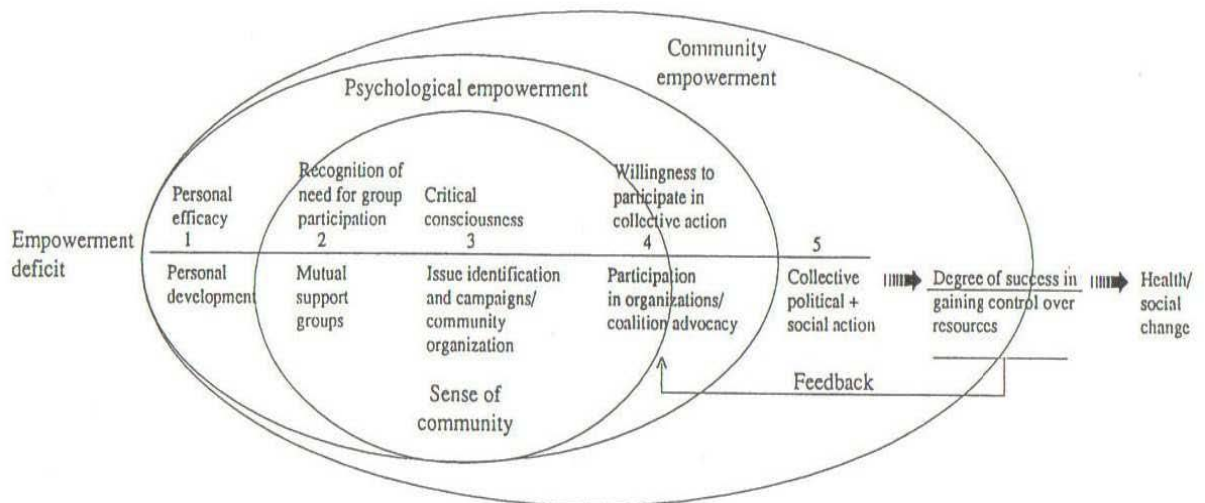 Community
empowerment
Psychological empowerment
Recognition of
need for group
participation
Willingness to
participate in
collective action
Personal
efficacy
Critical
consciousness
1
2
3
4
5
Empowerment
deficit
Personal
development
Mutual
support
groups
Issue identification
and campaigns/
community
organization
Participation
in organizations/
coalition advocacy
Collective
political +
social action
Degree of success in
gaining control over
resources
Health/
social
change
Feedback
Sense of
community